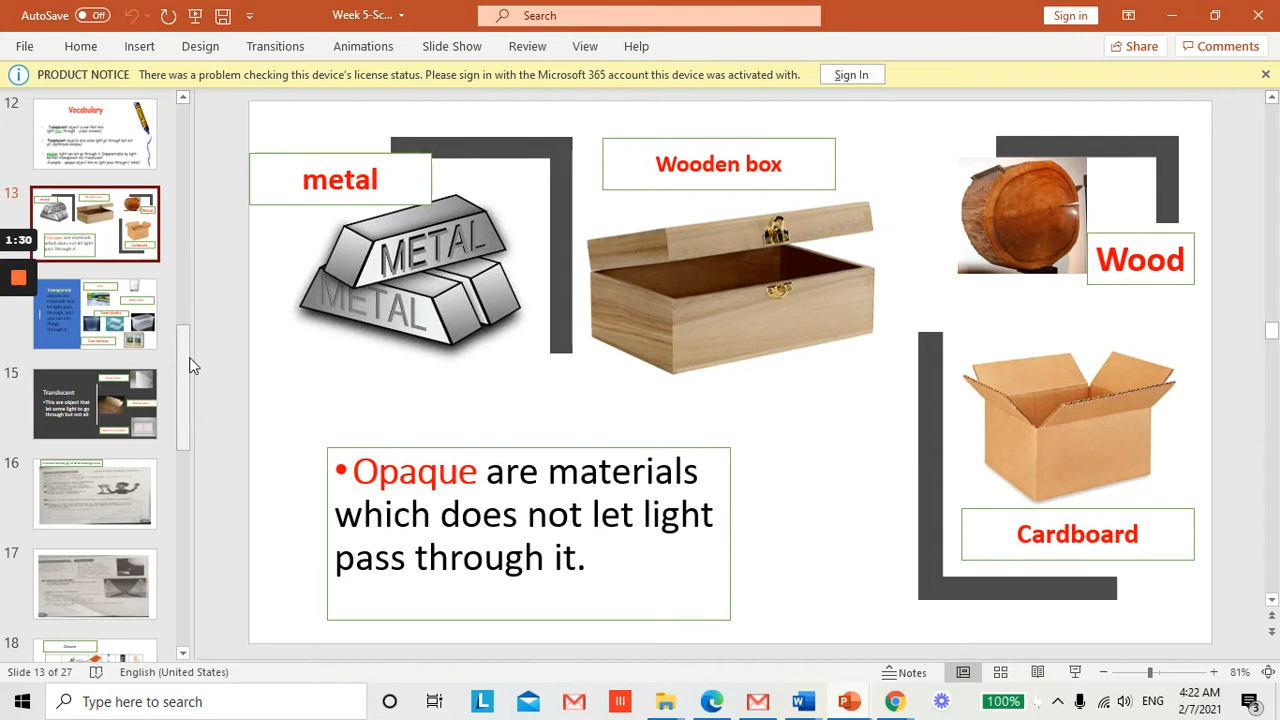 AutoSave Off
Week 5-Sc...
Search
Sign in
File Home Insert Design Transitions Animations Slide Show Review View Help
Share Comments
PRODUCT NOTICE There was a problem checking this device's license status. Please sign in with the Microsoft 365 account this device was activated with. Sign In
12
Vocabulary
13
1:30
15
Translucent
16
17
18
metal
METAL
METAL
Wooden box
Wood
Cardboard
•Opaque are materials
which does not let light
pass through it.
Slide 13 of 27 English (United States)
Notes
81%
Type here to search
100%
ENG
4:22 AM
2/7/2021
3